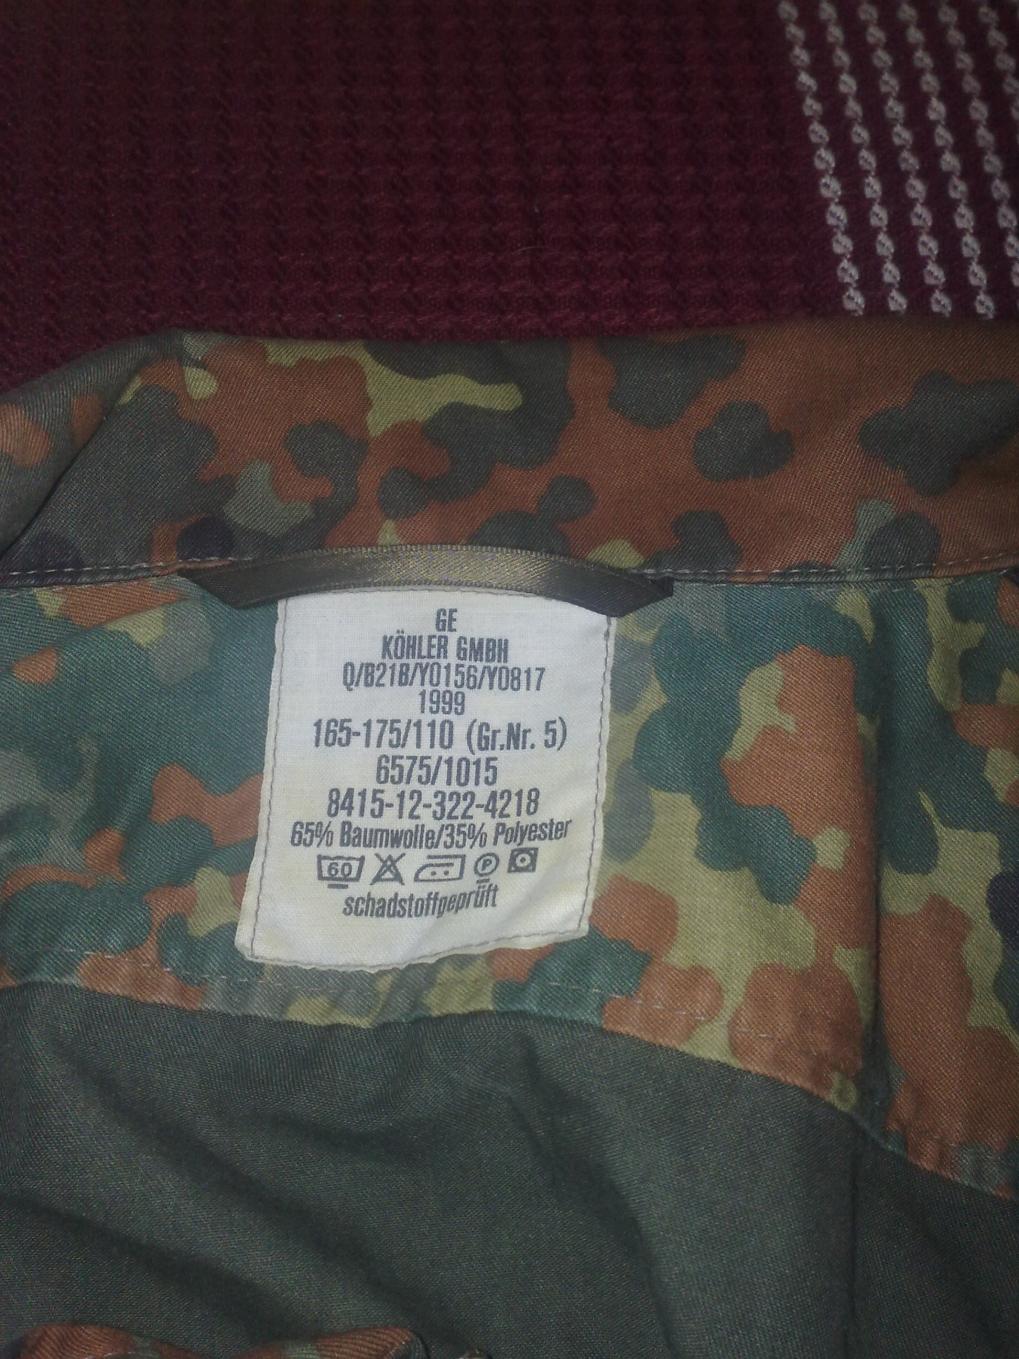 GE
KÖHLER GMBH
Q/B21B/Y0156/Y0817
1999
165-175/110 (Gr.Nr. 5)
6575/1015
8415-12-322-4218
65% Baumwolle/35% Polyester
60 P
schadstoffgeprüft